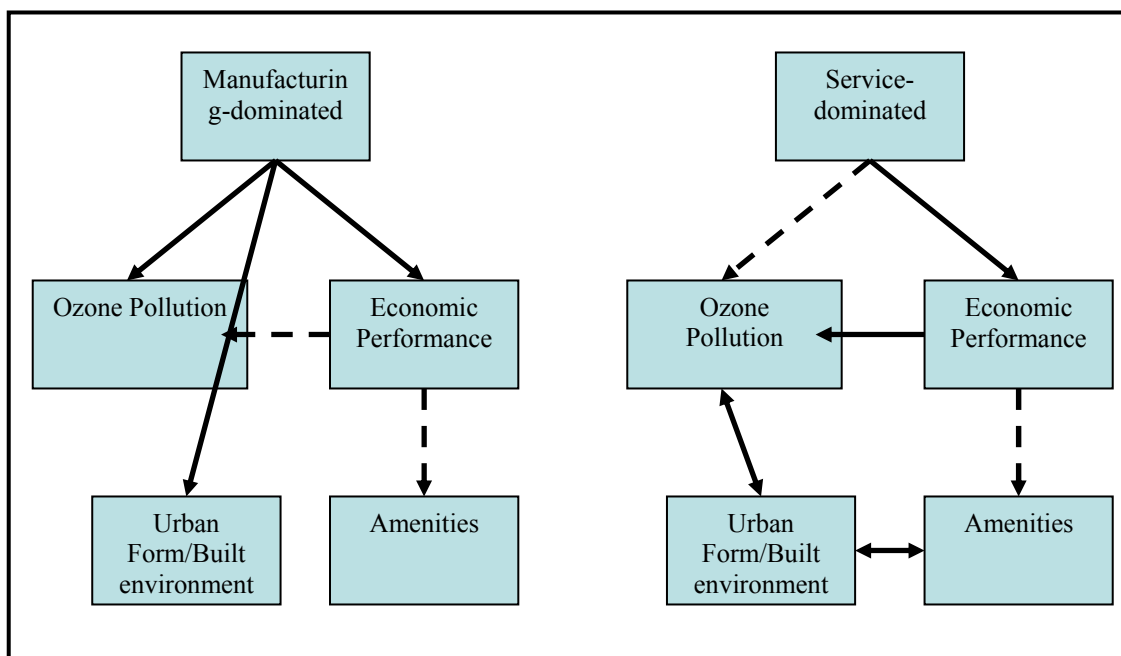 Manufacturin
g-dominated
Service-
dominated
Ozone Pollution
Economic
Performance
Ozone
Pollution
Economic
Performance
Urban
Form/Built
environment
Amenities
Urban
Form/Built
environment
Amenities